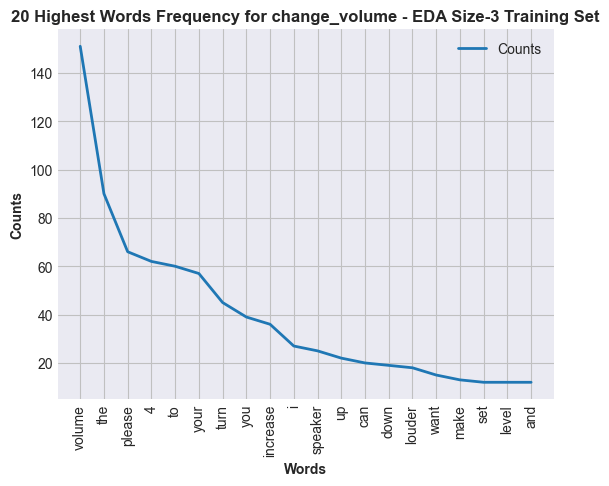 20 Highest Words Frequency for change_volume - EDA Size-3 Training Set
Counts
Counts
140
120
100
80
60
40
20
volume
the
please
4
to
your
turn
you
increase
i
speaker
up
can
down
louder
want
make
set
level
and
Words